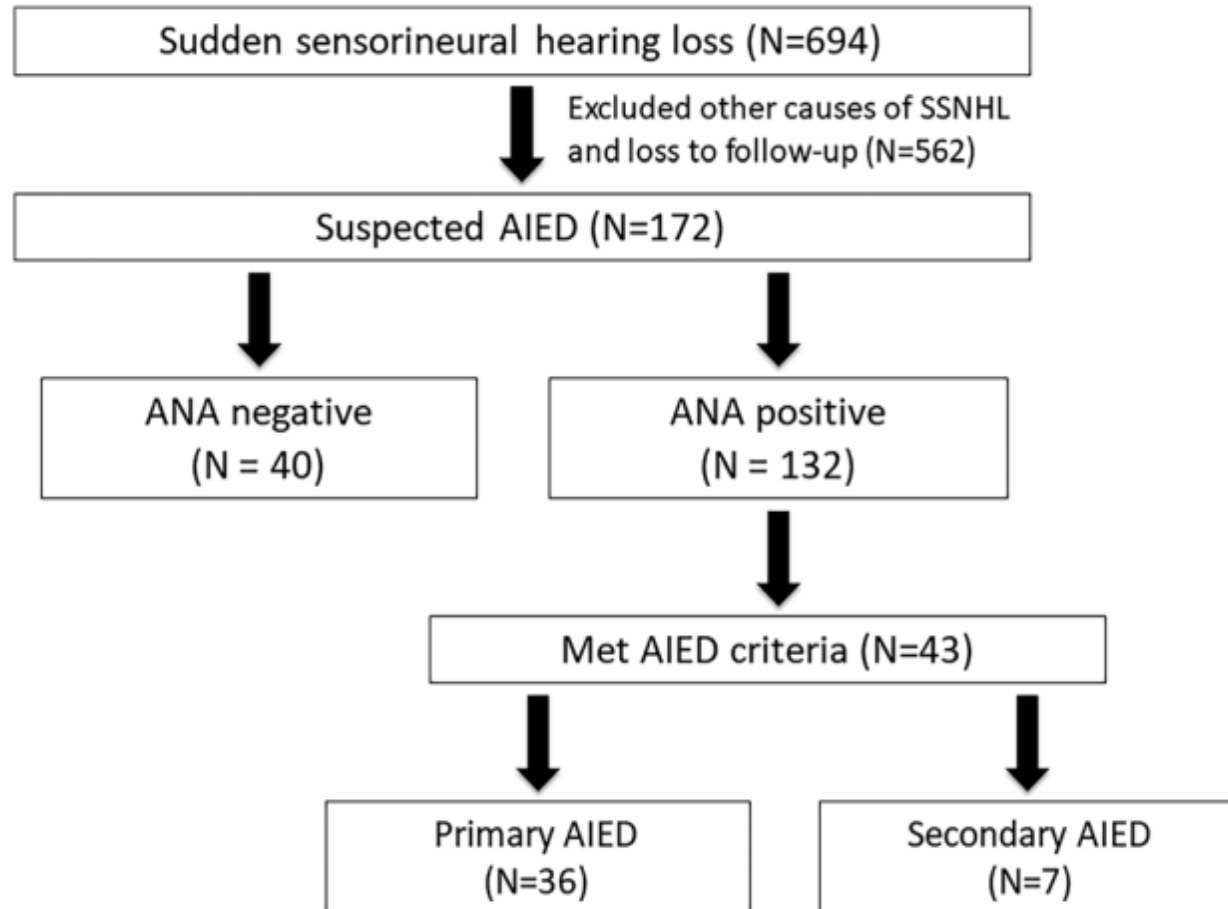 Sudden sensorineural hearing loss (N=694)
Excluded other causes of SSNHL
and loss to follow-up (N=562)
Suspected AIED (N=172)
ANA negative
(N = 40)
ANA positive
(N = 132)
Met AIED criteria (N=43)
Primary AIED
(N=36)
Secondary AIED
(N=7)